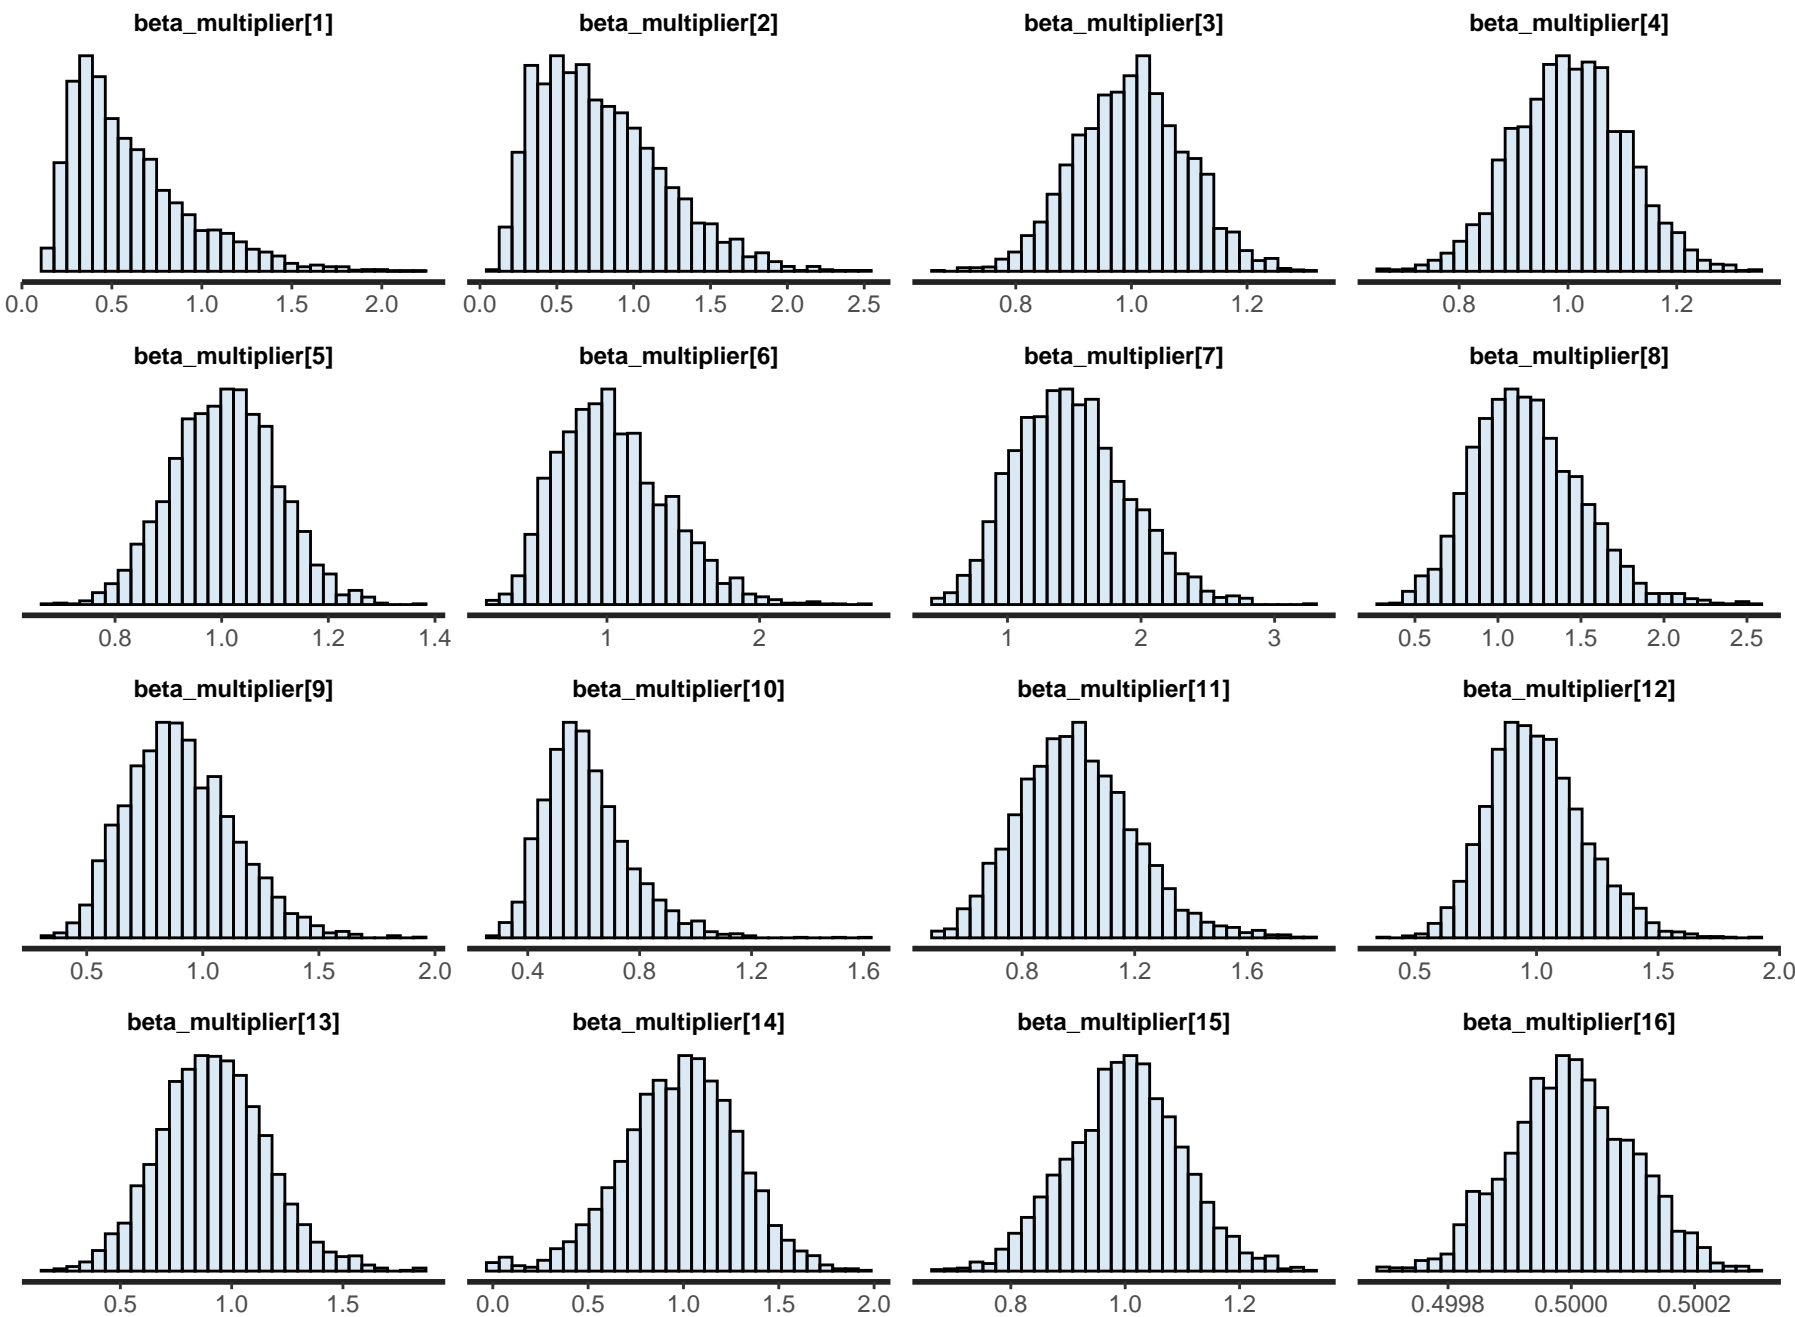 beta_multiplier[1] beta_multiplier[2] beta_multiplier[3] beta_multiplier[4]
0.0 0.5 1.0 1.5 2.0 0.0 0.5 1.0 1.5 2.0 2.5 0.8 1.0 1.2 0.8 1.0 1.2
beta_multiplier[5] beta_multiplier[6] beta_multiplier[7] beta_multiplier[8]
0.8 1.0 1.2 1.4 1 2 1 2 3 0.5 1.0 1.5 2.0 2.5
beta_multiplier[9] beta_multiplier[10] beta_multiplier[11] beta_multiplier[12]
0.5 1.0 1.5 2.0 0.4 0.8 1.2 1.6 0.8 1.2 1.6 0.5 1.0 1.5 2.0
beta_multiplier[13] beta_multiplier[14] beta_multiplier[15] beta_multiplier[16]
0.5 1.0 1.5 0.0 0.5 1.0 1.5 2.0 0.8 1.0 1.2 0.4998 0.5000 0.5002